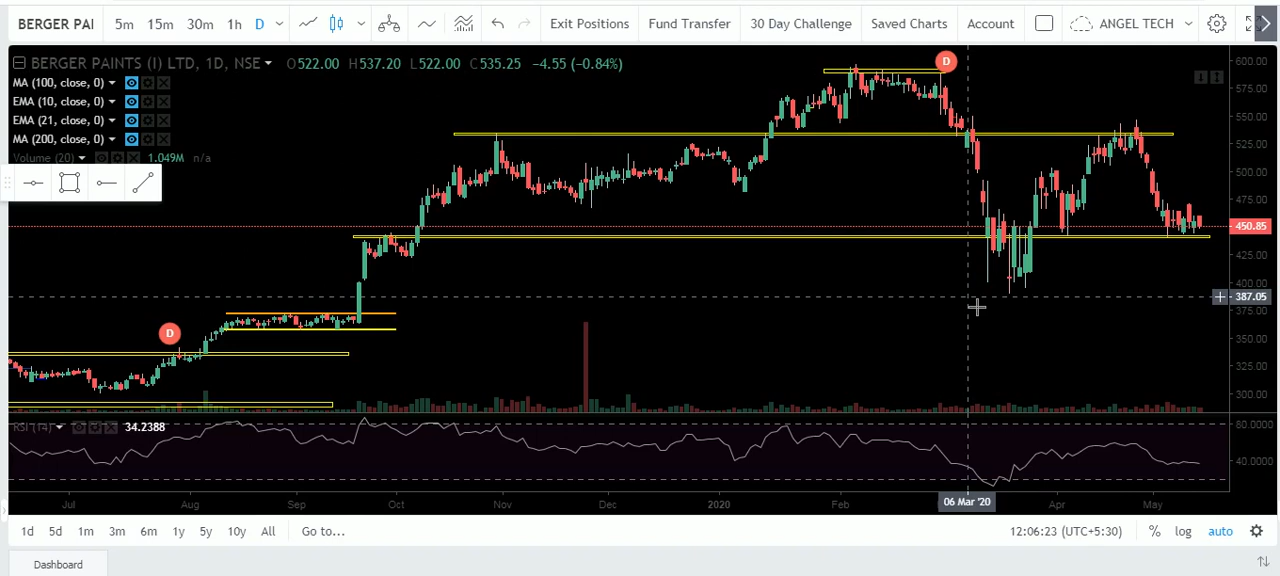 BERGER PAI 5m 15m 30m 1h D Exit Positions Fund Transfer 30 Day Challenge Saved Charts Account ANGEL TECH
BERGER PAINTS (I) LTD, 1D, NSE O522.00 H537.20 L522.00 C535.25 -4.55 (-0.84%)
MA (100, close, 0)
EMA (10, close, 0)
EMA (21, close, 0)
MA (200, close, 0)
Volume (20) 1.049M n/a
D
D
600.00
575.00
550.00
525.00
500.00
475.00
450.85
425.00
400.00
387.05
375.00
350.00
325.00
300.00
RSI (14) 34.2388
60.0000
40.0000
Jul Aug Sep Oct Nov Dec 2020 Feb 06 Mar '20 Apr May
1d 5d 1m 3m 6m 1y 5y 10y All Go to... 12:06:23 (UTC+5:30) % log auto
Dashboard